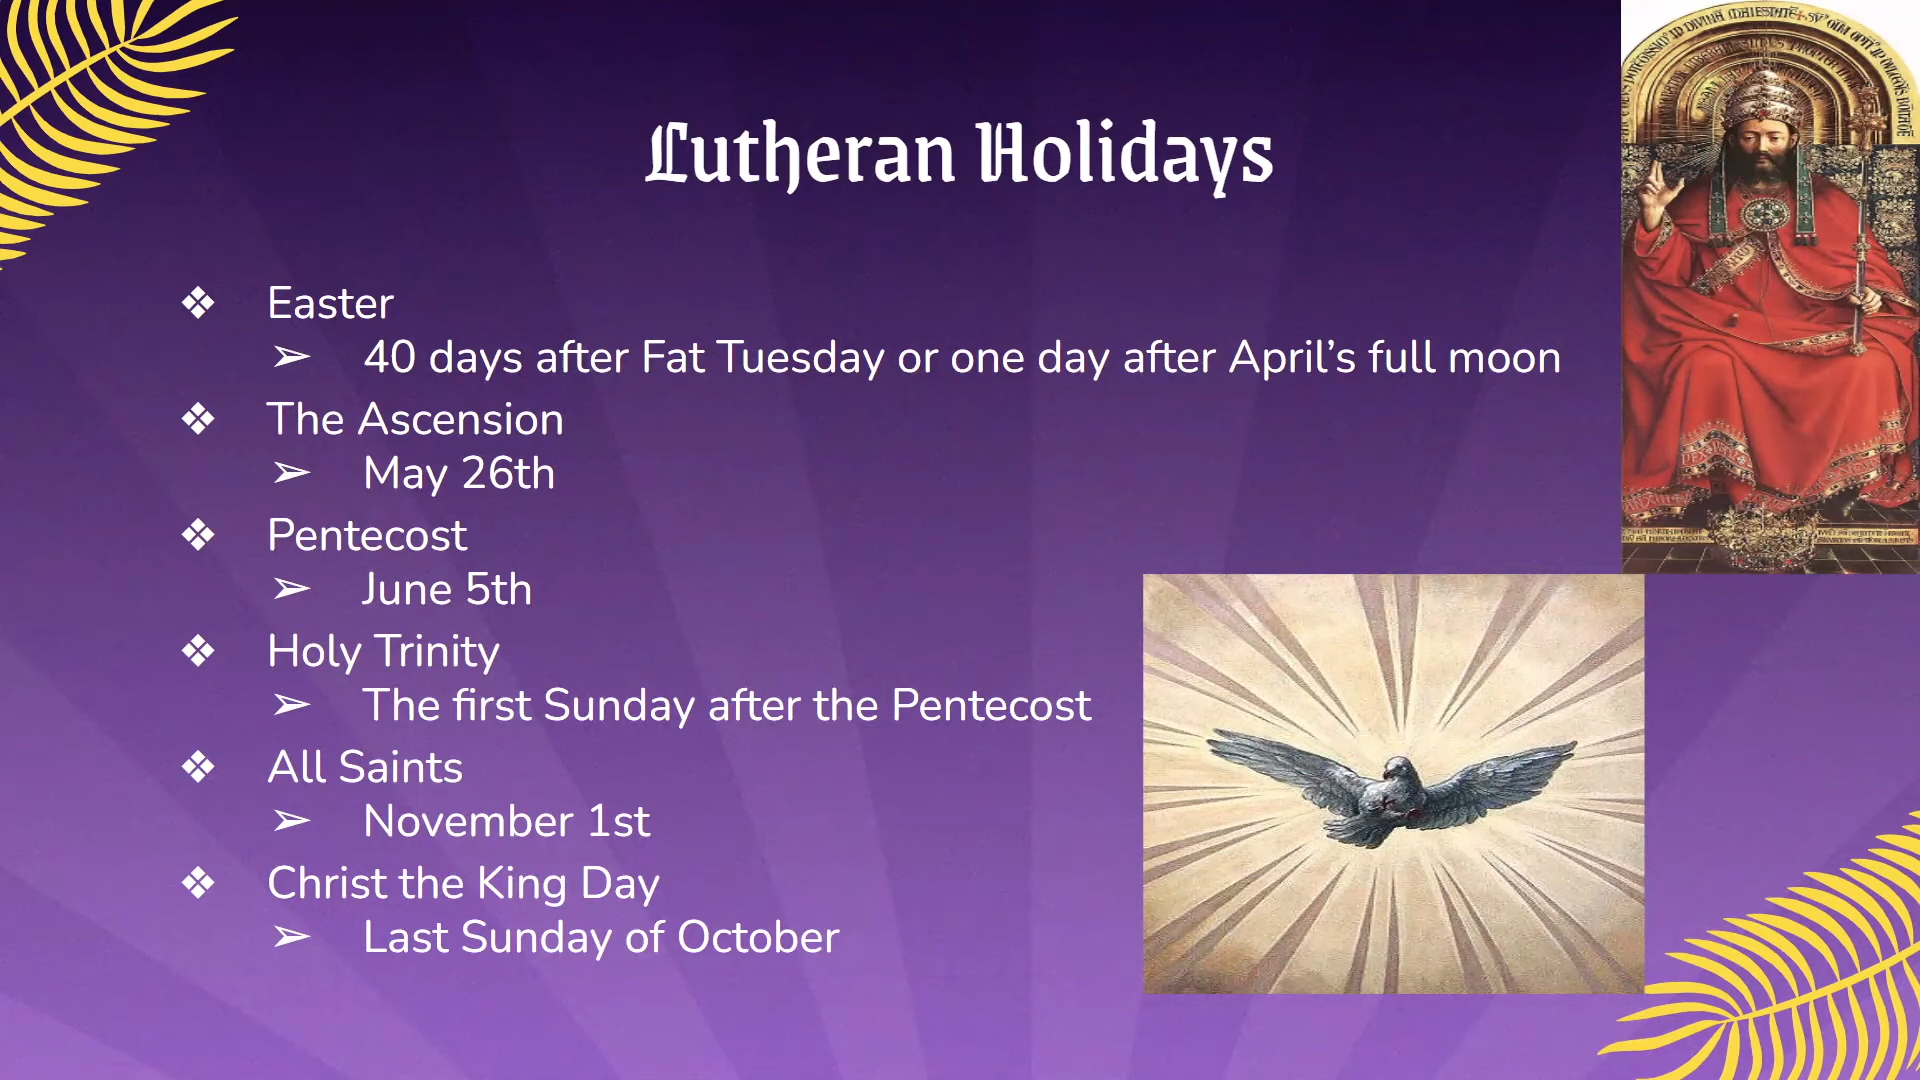 Lutheran Holidays
❖ Easter
➢ 40 days after Fat Tuesday or one day after April’s full moon
❖ The Ascension
➢ May 26th
❖ Pentecost
➢ June 5th
❖ Holy Trinity
➢ The first Sunday after the Pentecost
❖ All Saints
➢ November 1st
❖ Christ the King Day
➢ Last Sunday of October